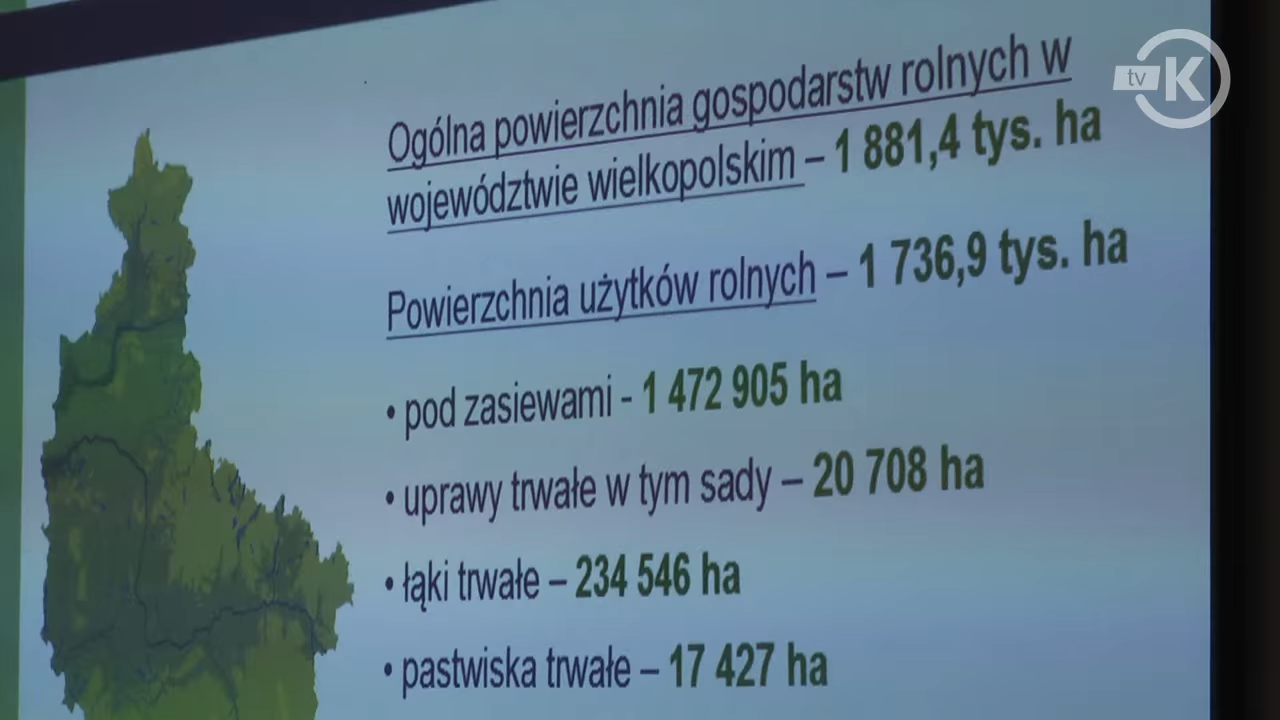 tv K
Ogólna powierzchnia gospodarstw rolnych w
województwie wielkopolskim – 1 881,4 tys. ha
Powierzchnia użytków rolnych – 1 736,9 tys. ha
• pod zasiewami - 1 472 905 ha
• uprawy trwałe w tym sady – 20 708 ha
• łąki trwałe – 234 546 ha
• pastwiska trwałe – 17 427 ha